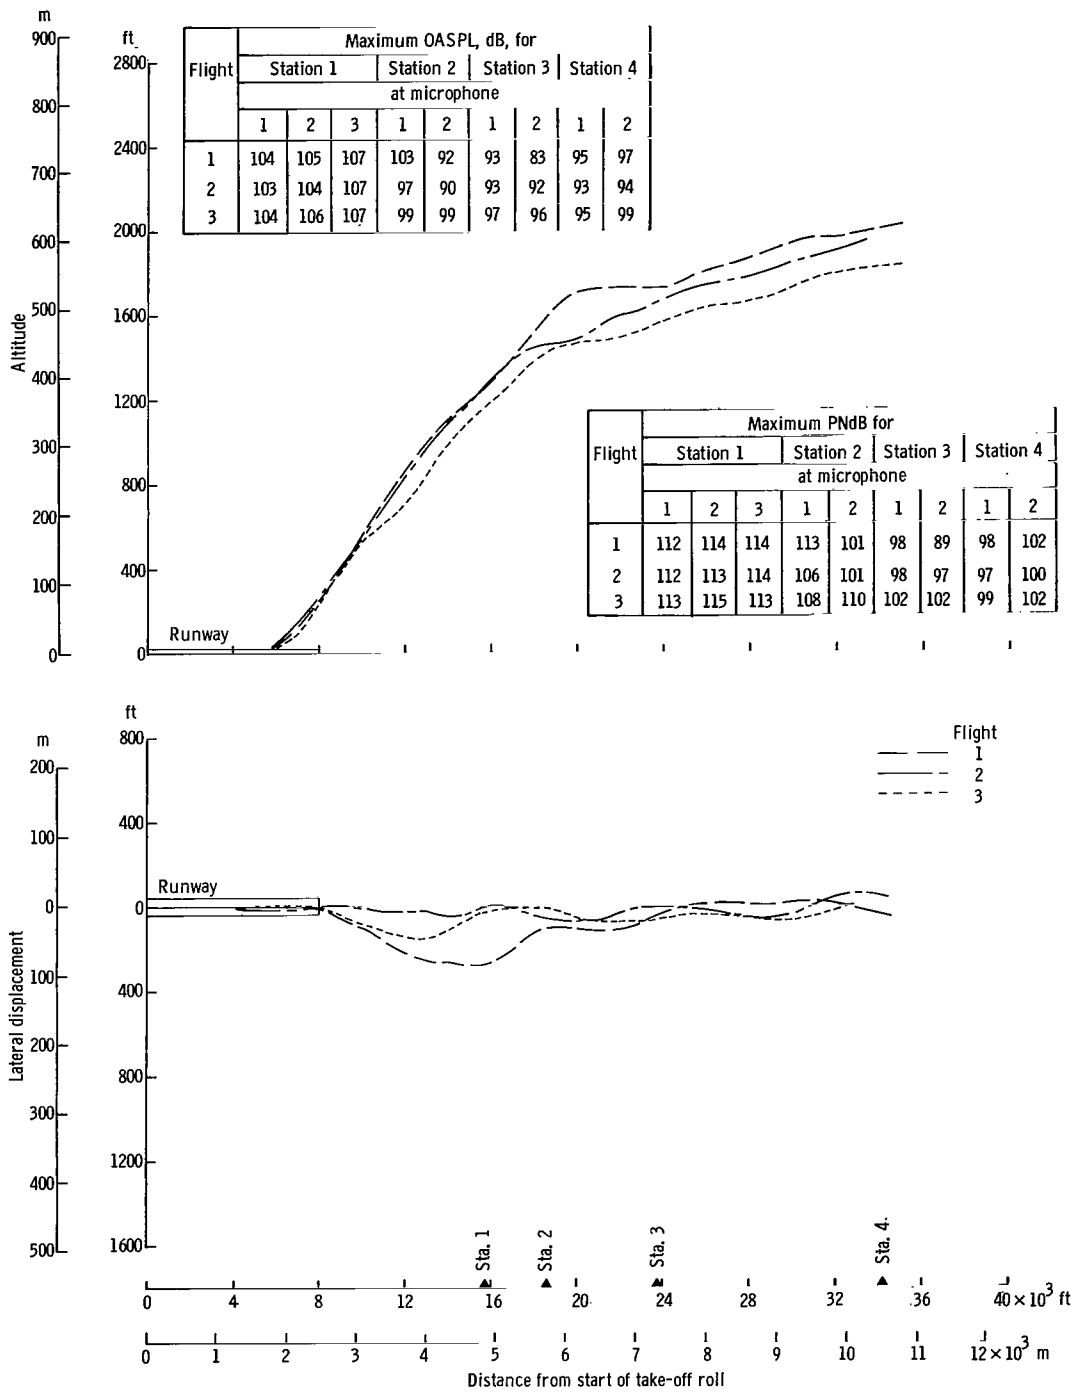 m
ft
900
800
700
600
500
400
300
200
100
0
Altitude
2800
2400
2000
1600
1200
800
400
0
Maximum OASPL, dB, for
Flight Station 1 Station 2 Station 3 Station 4
at microphone
1 2 3 1 2 1 2 1 2
1 104 105 107 103 92 93 83 95 97
2 103 104 107 97 90 93 92 93 94
3 104 106 107 99 99 97 96 95 99
Maximum PNdB for
Flight Station 1 Station 2 Station 3 Station 4
at microphone
1 2 3 1 2 1 2 1 2
1 112 114 114 113 101 98 89 98 102
2 112 113 114 106 101 98 97 97 100
3 113 115 113 108 110 102 102 99 102
Runway
ft
m
800
400
0
400
800
1200
1600
200
100
0
100
200
300
400
500
Lateral displacement
Flight
1
2
3
Runway
Sta. 1
Sta. 2
Sta. 3
Sta. 4.
0 4 8 12 16 20 24 28 32 36 40 × 10³ ft
0 1 2 3 4 5 6 7 8 9 10 11 12 × 10³ m
Distance from start of take-off roll